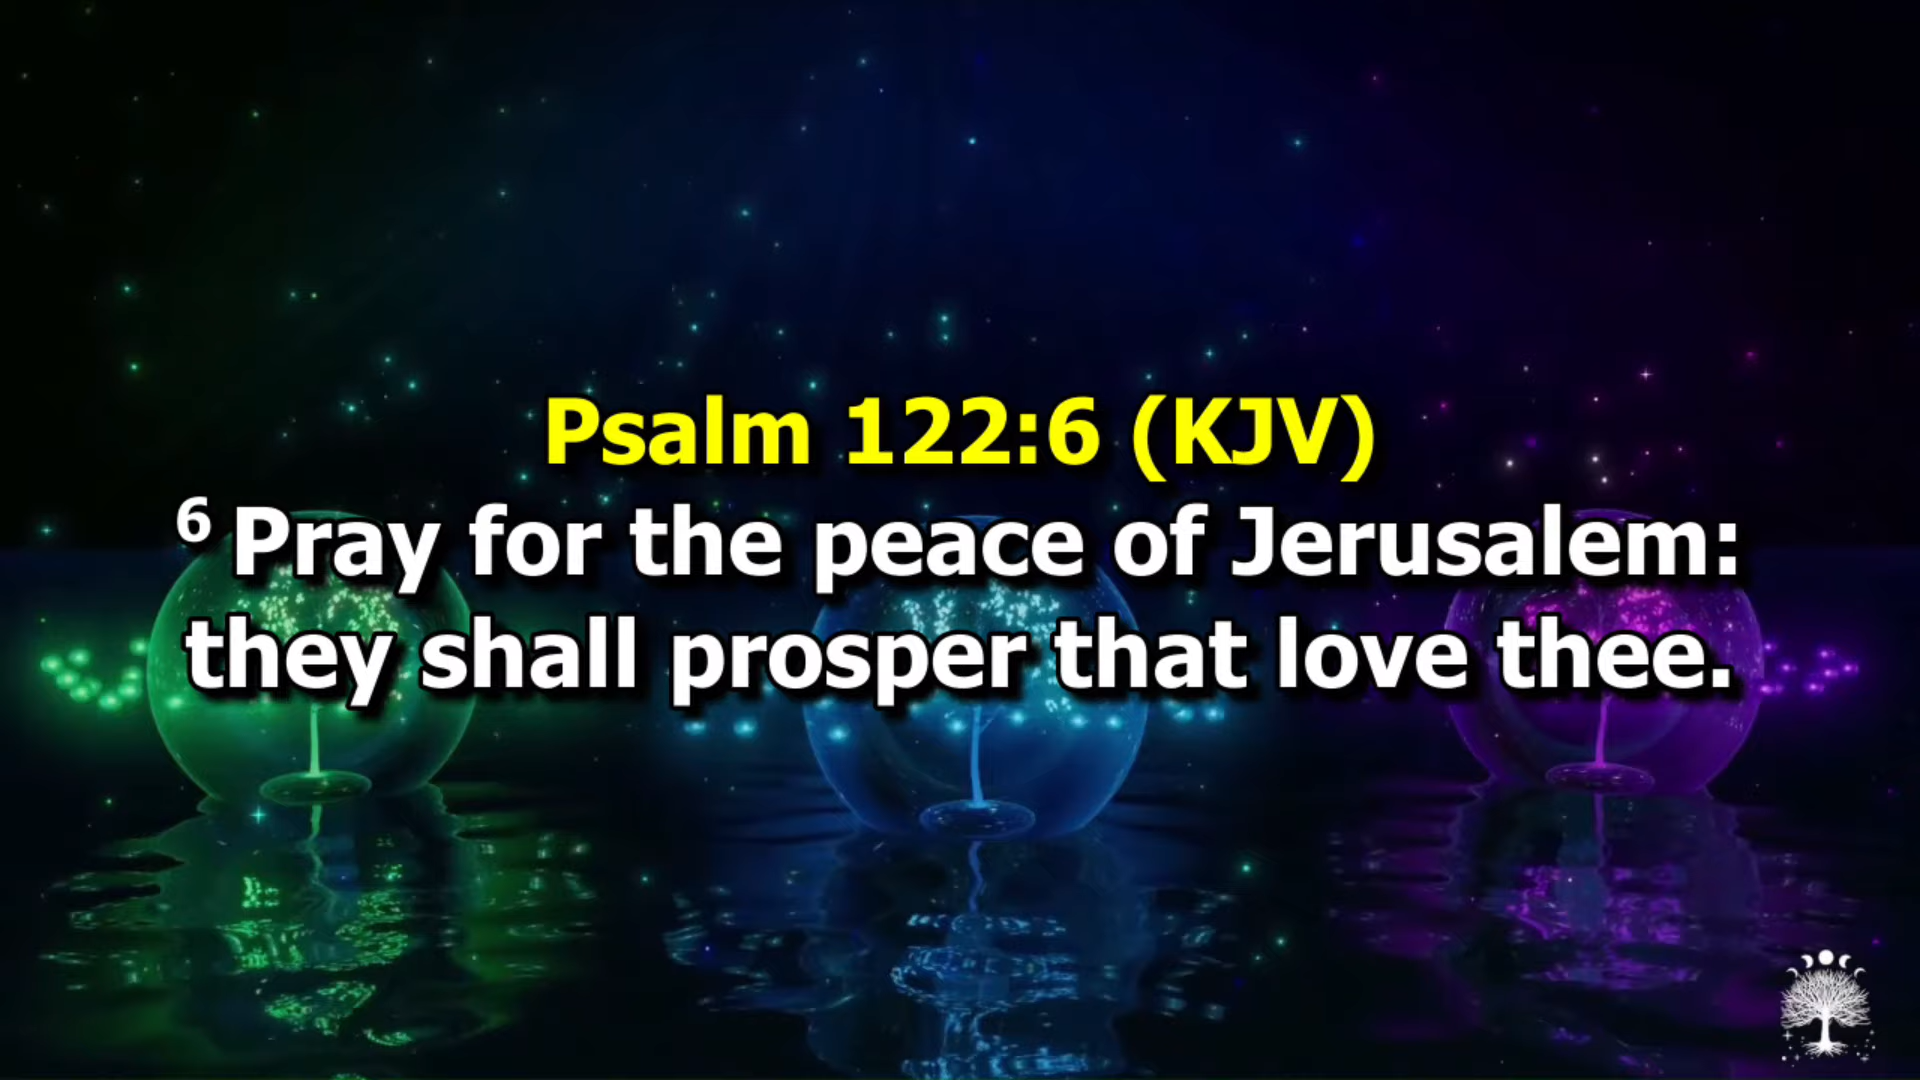 Psalm 122:6 (KJV)
6 Pray for the peace of Jerusalem:
they shall prosper that love thee.